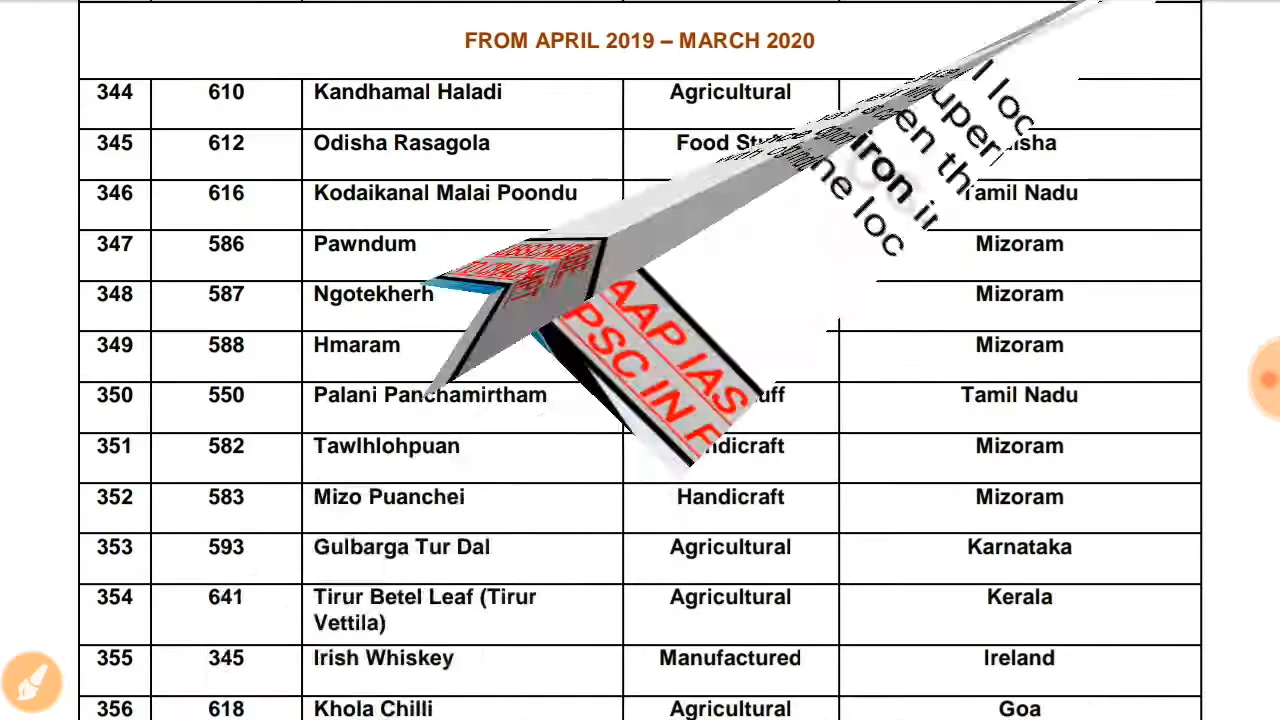 FROM APRIL 2019 – MARCH 2020
344 610 Kandhamal Haladi Agricultural
345 612 Odisha Rasagola Food
346 616 Kodaikanal Malai Poondu Tamil Nadu
347 586 Pawndum Mizoram
348 587 Ngotekherh Mizoram
349 588 Hmaram Mizoram
350 550 Palani Panchamirtham Tamil Nadu
351 582 Tawlhlohpuan Mizoram
352 583 Mizo Puanchei Handicraft Mizoram
353 593 Gulbarga Tur Dal Agricultural Karnataka
354 641 Tirur Betel Leaf (Tirur Agricultural Kerala
Vettila)
355 345 Irish Whiskey Manufactured Ireland
356 618 Khola Chilli Agricultural Goa
iron
AAP IAS
PSC IN